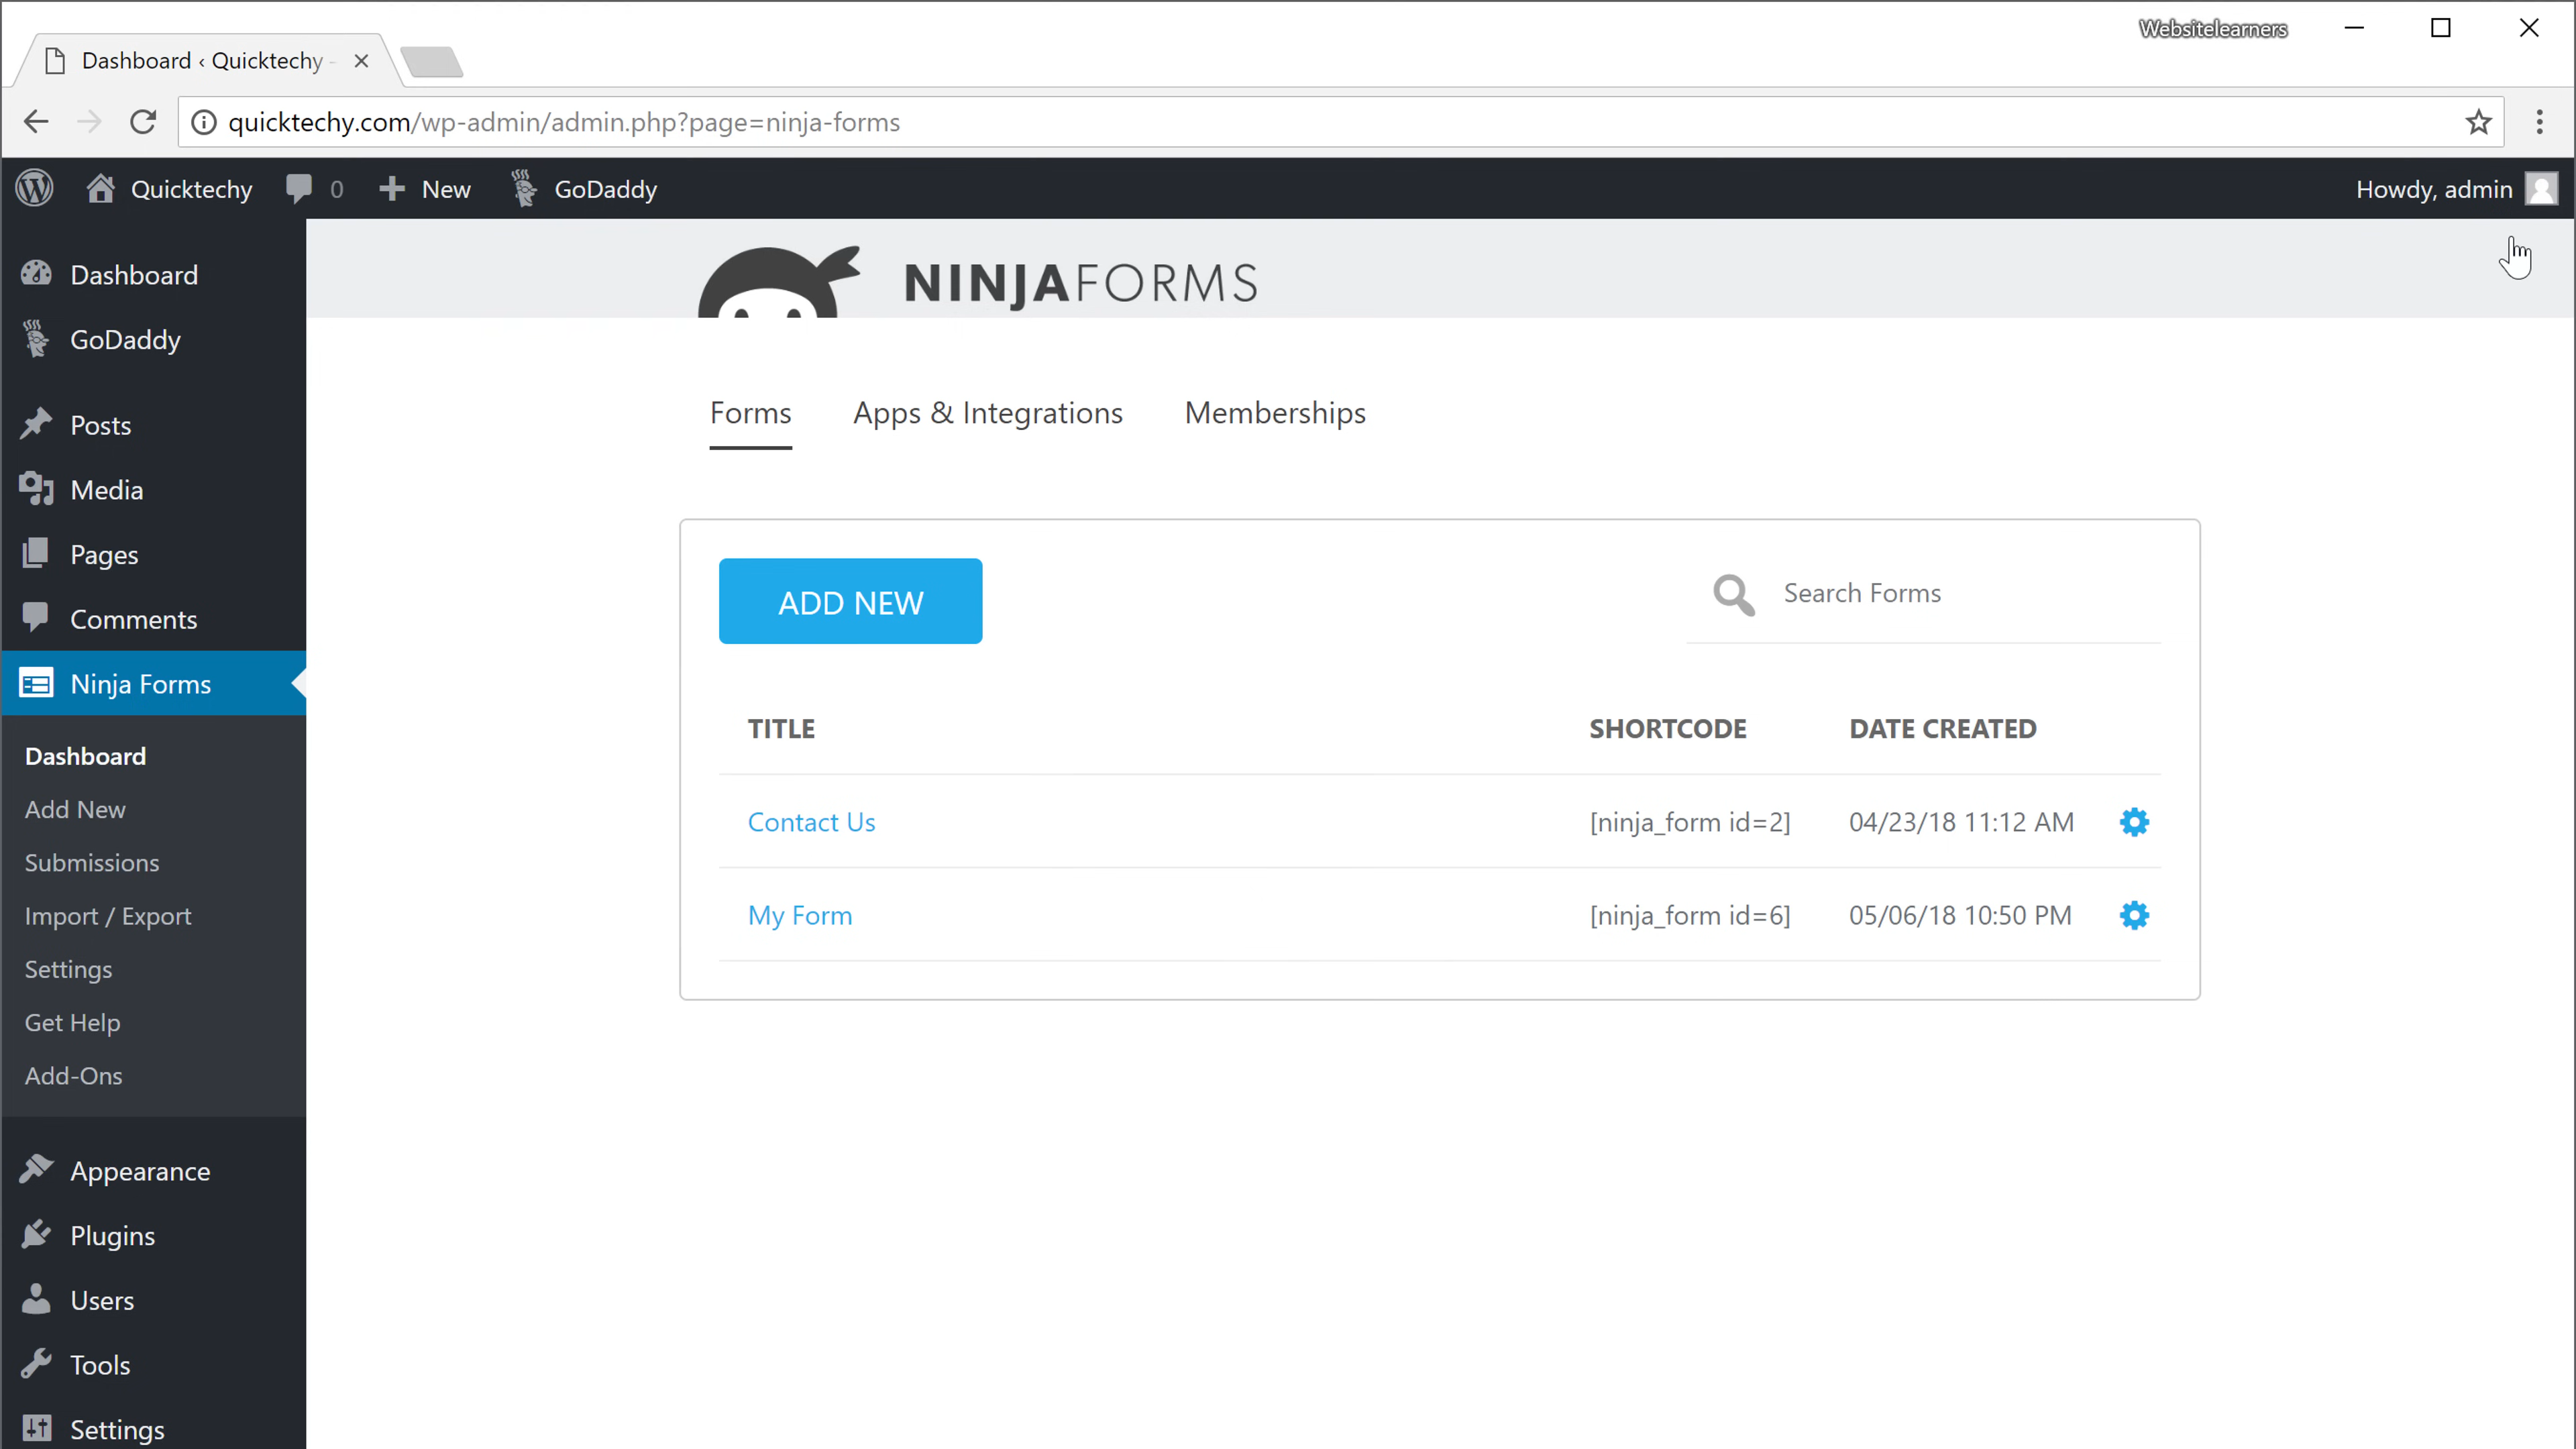 Websitelearners
Dashboard ‹ Quicktechy -
quicktechy.com/wp-admin/admin.php?page=ninja-forms
Quicktechy 0 New GoDaddy Howdy, admin
Dashboard
GoDaddy
Posts
Media
Pages
Comments
Ninja Forms
Dashboard
Add New
Submissions
Import / Export
Settings
Get Help
Add-Ons
Appearance
Plugins
Users
Tools
Settings
NINJAFORMS
Forms Apps & Integrations Memberships
ADD NEW Search Forms
TITLE SHORTCODE DATE CREATED
Contact Us [ninja_form id=2] 04/23/18 11:12 AM
My Form [ninja_form id=6] 05/06/18 10:50 PM